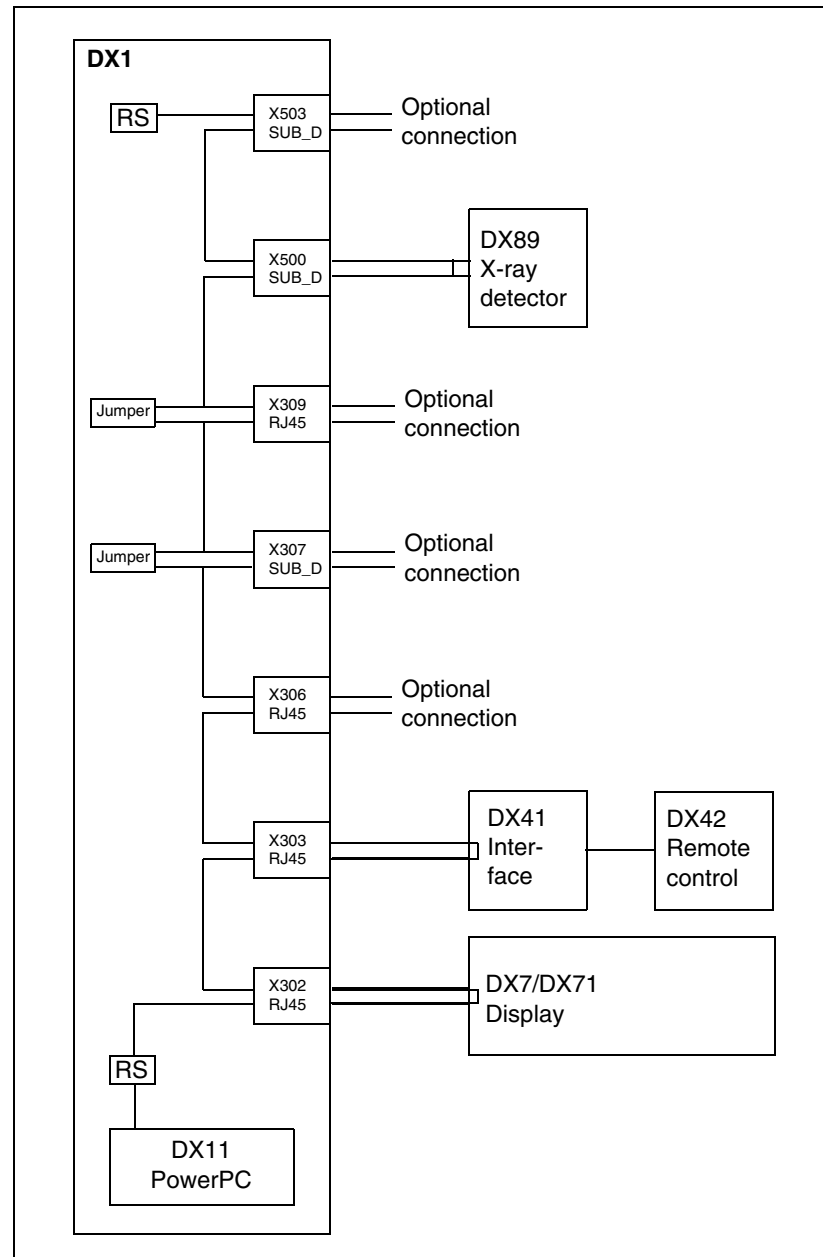 DX1
RS
X503
SUB_D
Optional
connection
X500
SUB_D
DX89
X-ray
detector
Jumper
X309
RJ45
Optional
connection
Jumper
X307
SUB_D
Optional
connection
X306
RJ45
Optional
connection
X303
RJ45
DX41
Inter-
face
DX42
Remote
control
X302
RJ45
DX7/DX71
Display
RS
DX11
PowerPC